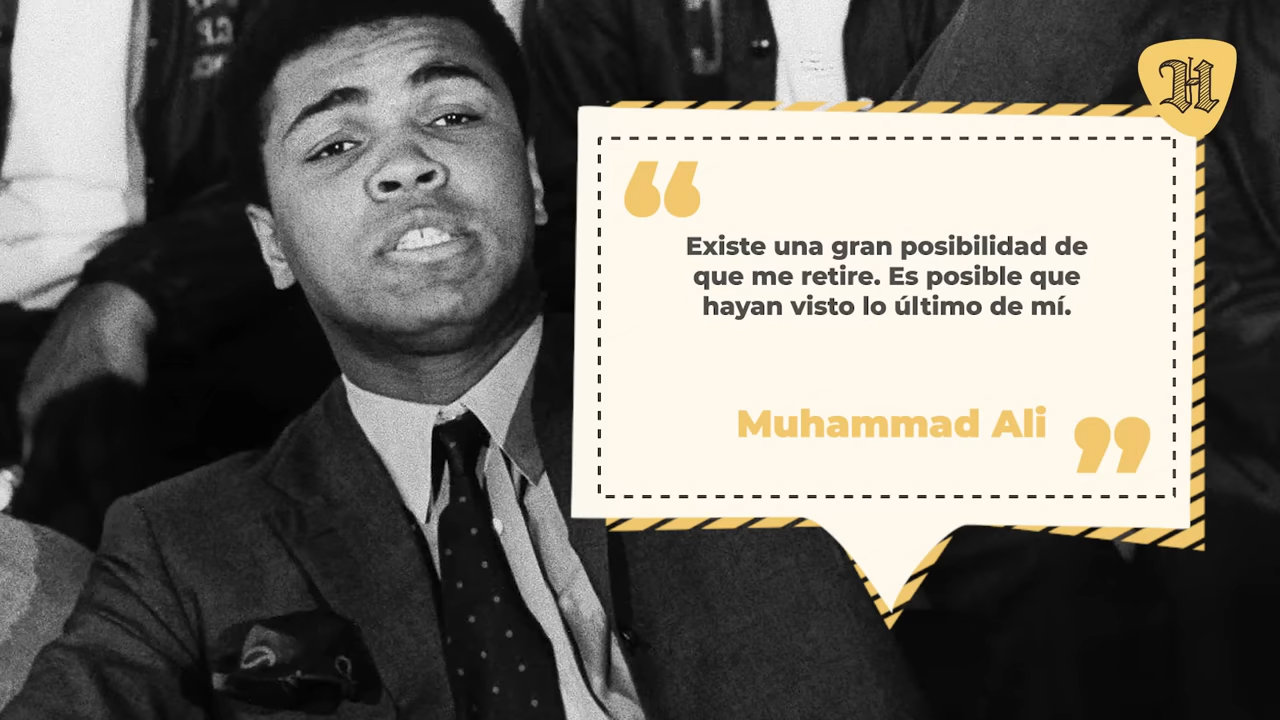 H
Existe una gran posibilidad de
que me retire. Es posible que
hayan visto lo último de mí.
Muhammad Ali